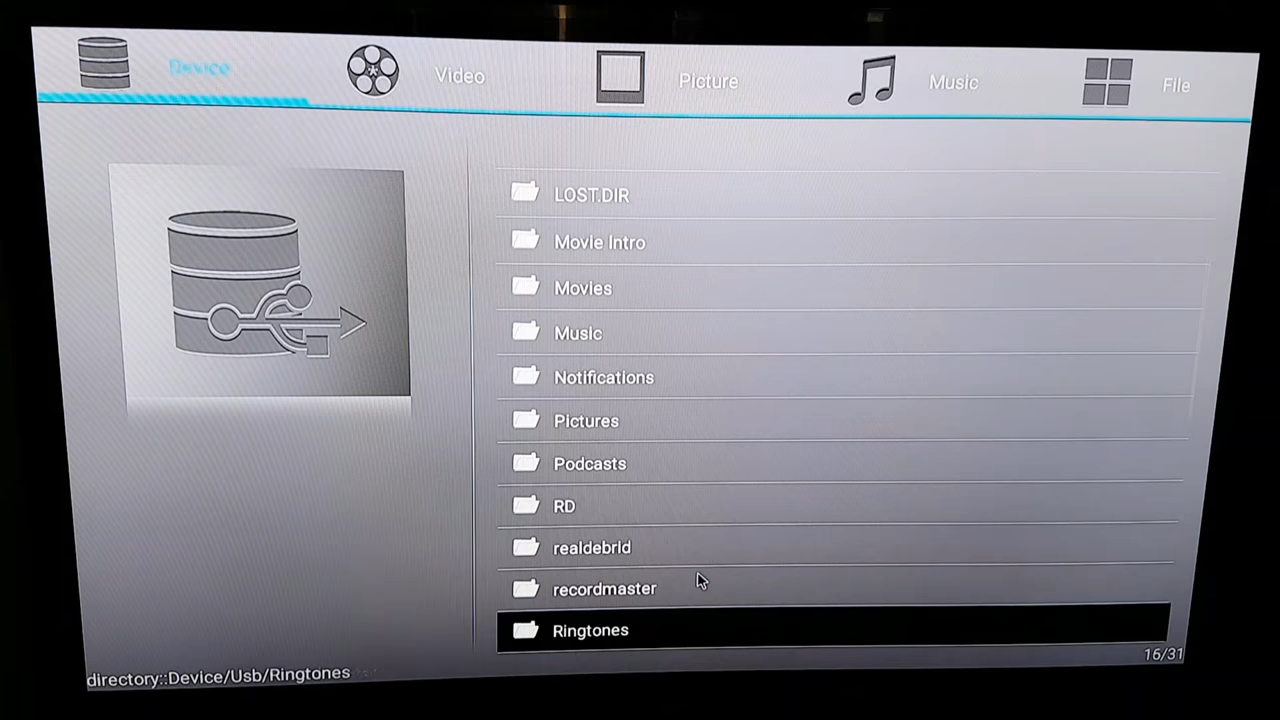 Device
Video
Picture
Music
File
LOST.DIR
Movie Intro
Movies
Music
Notifications
Pictures
Podcasts
RD
realdebrid
recordmaster
Ringtones
16/31
directory::Device/Usb/Ringtones